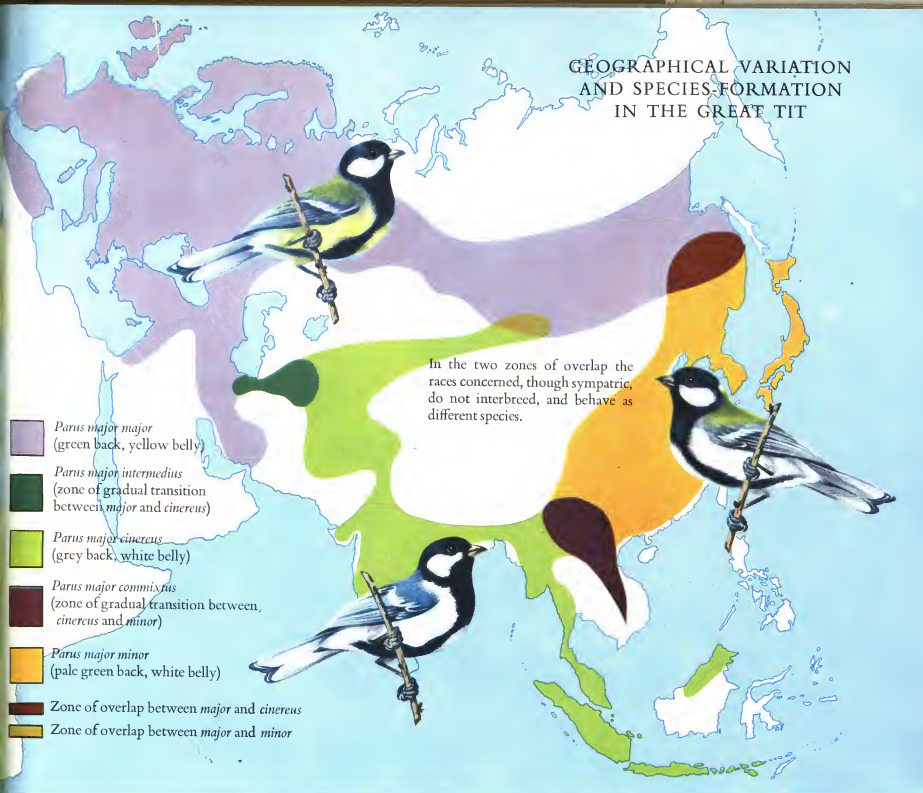 GEOGRAPHICAL VARIATION
AND SPECIES-FORMATION
IN THE GREAT TIT
In the two zones of overlap the
races concerned, though sympatric,
do not interbreed, and behave as
different species.
Parus major major
(green back, yellow belly)
Parus major intermedius
(zone of gradual transition
between major and cinereus)
Parus major cinereus
(grey back, white belly)
Parus major commixtus
(zone of gradual transition between,
cinereus and minor)
Parus major minor
(pale green back, white belly)
Zone of overlap between major and cinereus
Zone of overlap between major and minor